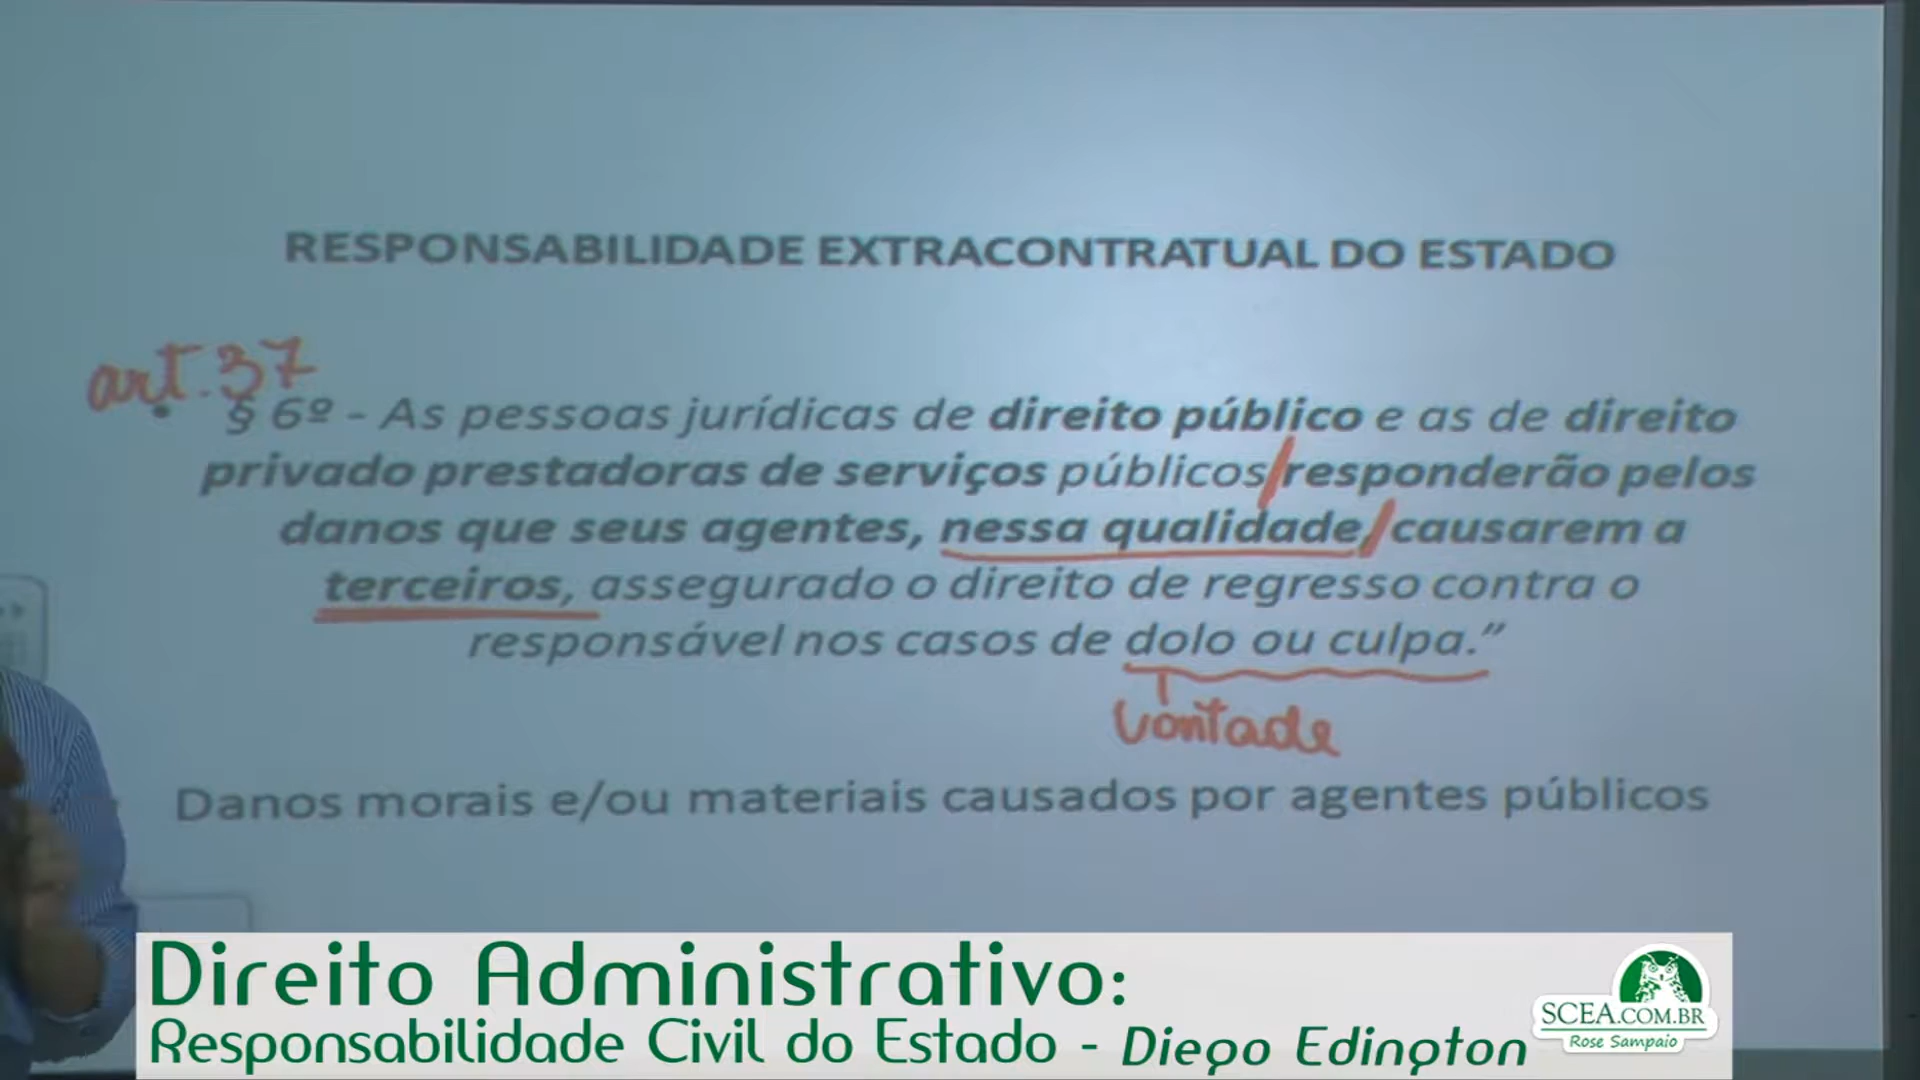 RESPONSABILIDADE EXTRACONTRATUAL DO ESTADO
art. 37
• § 6º - As pessoas jurídicas de direito público e as de direito
privado prestadoras de serviços públicos/responderão pelos
danos que seus agentes, nessa qualidade,/causarem a
terceiros, assegurado o direito de regresso contra o
responsável nos casos de dolo ou culpa.”
Vontade
Danos morais e/ou materiais causados por agentes públicos
Direito Administrativo:
Responsabilidade Civil do Estado - Diego Edington
SCEA.COM.BR
Rose Sampaio